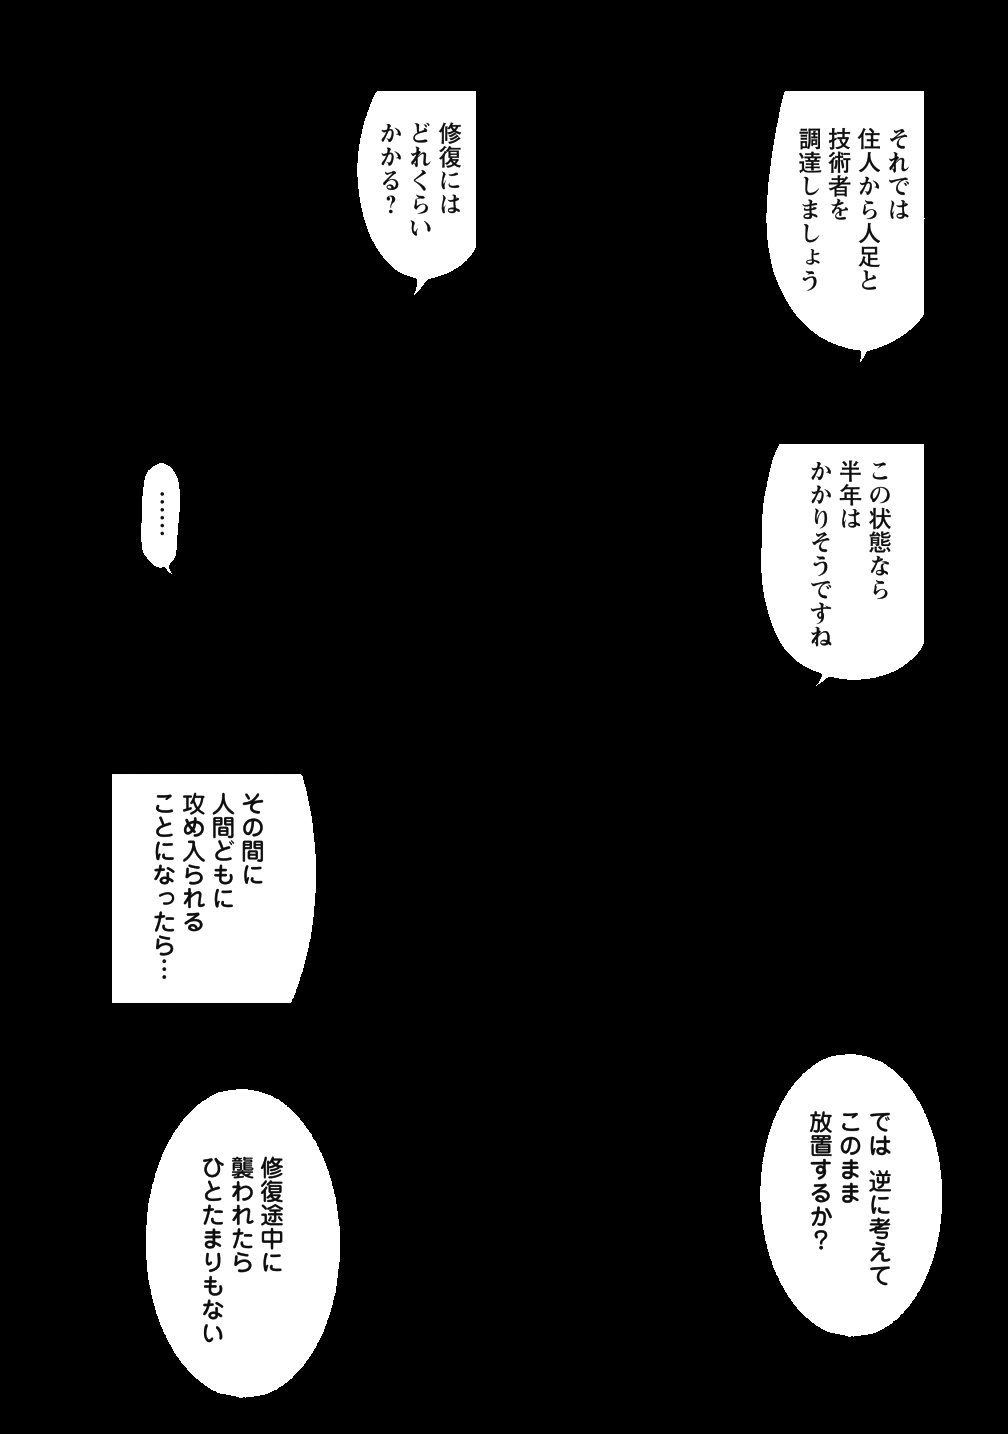 それでは
住人から人足と
技術者を
調達しましょう
修復には
どれくらい
かかる?
この状態なら
半年は
かかりそうですね
……
その間に
人間どもに
攻め入られる
ことになったら…
では 逆に考えて
このまま
放置するか?
修復途中に
襲われたら
ひとたまりもない